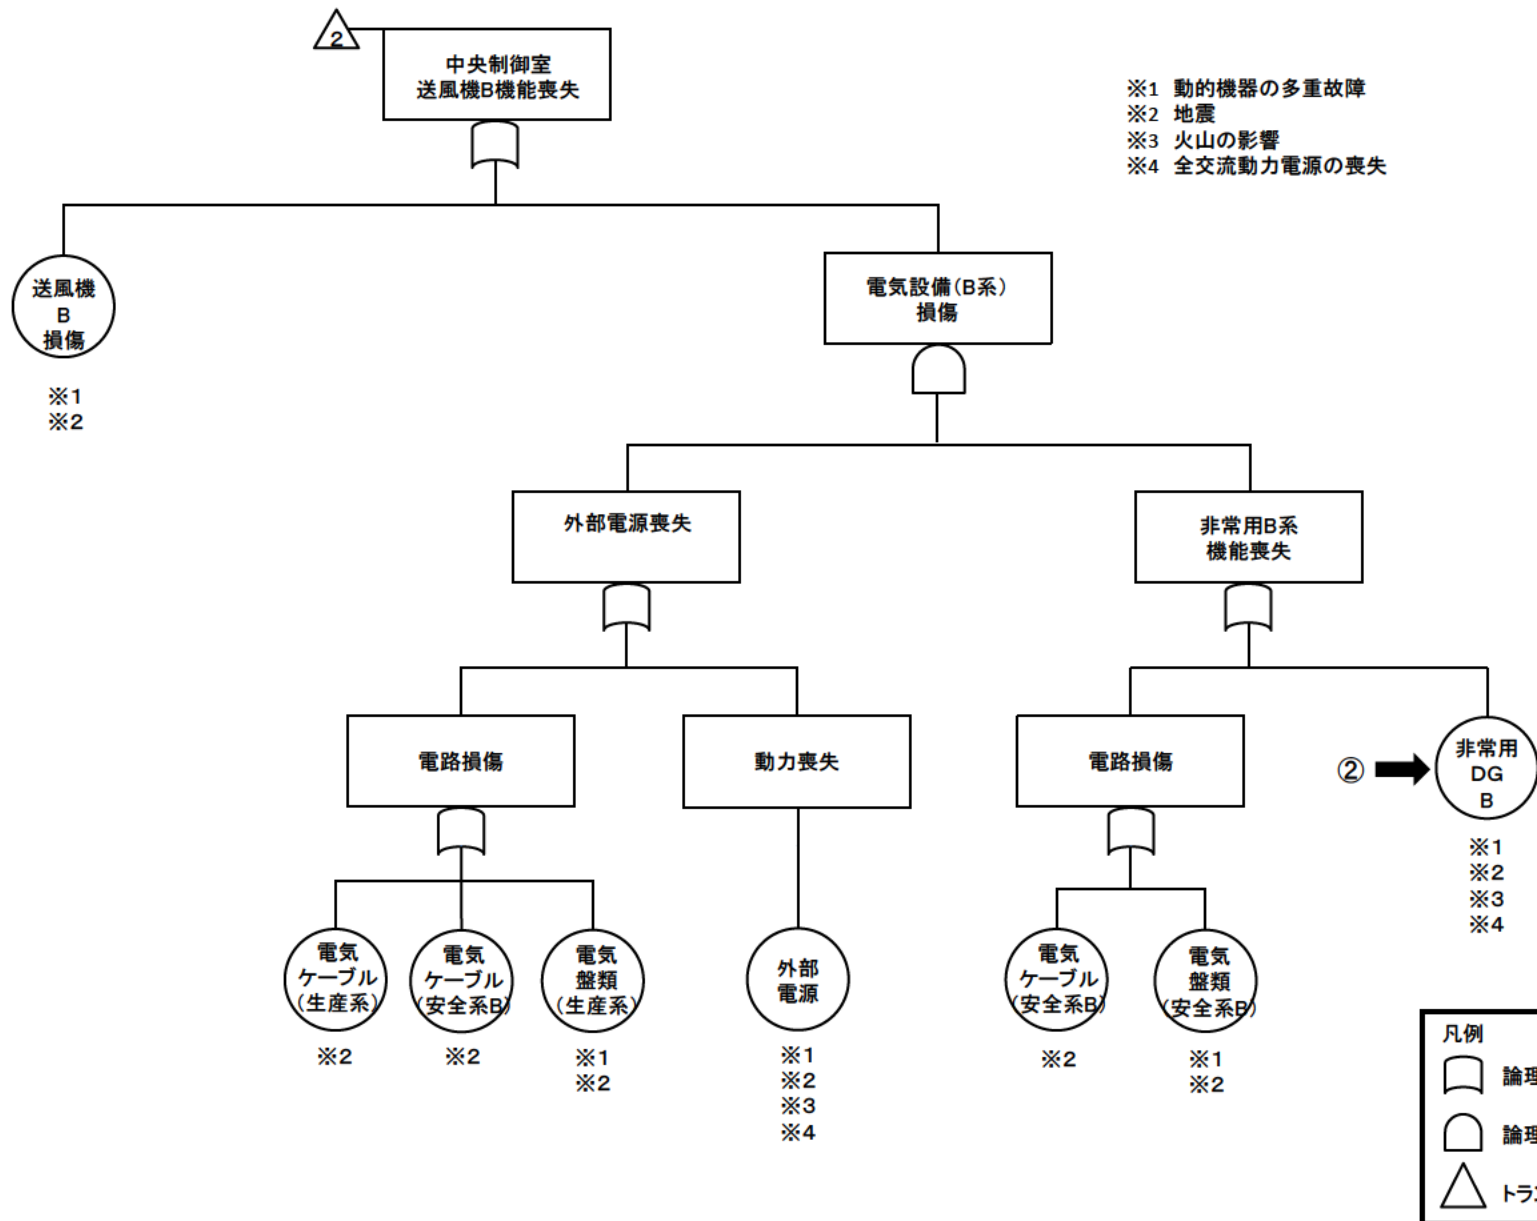 2
中央制御室
送風機B機能喪失
※1 動的機器の多重故障
※2 地震
※3 火山の影響
※4 全交流動力電源の喪失
送風機
B
損傷
※1
※2
電気設備(B系)
損傷
外部電源喪失
非常用B系
機能喪失
電路損傷
動力喪失
電路損傷
②
非常用
DG
B
※1
※2
※3
※4
電気
ケーブル
(生産系)
※2
電気
ケーブル
(安全系B)
※2
電気
盤類
(生産系)
※1
※2
外部
電源
※1
※2
※3
※4
電気
ケーブル
(安全系B)
※2
電気
盤類
(安全系B)
※1
※2
凡例
論理
論理
トラ